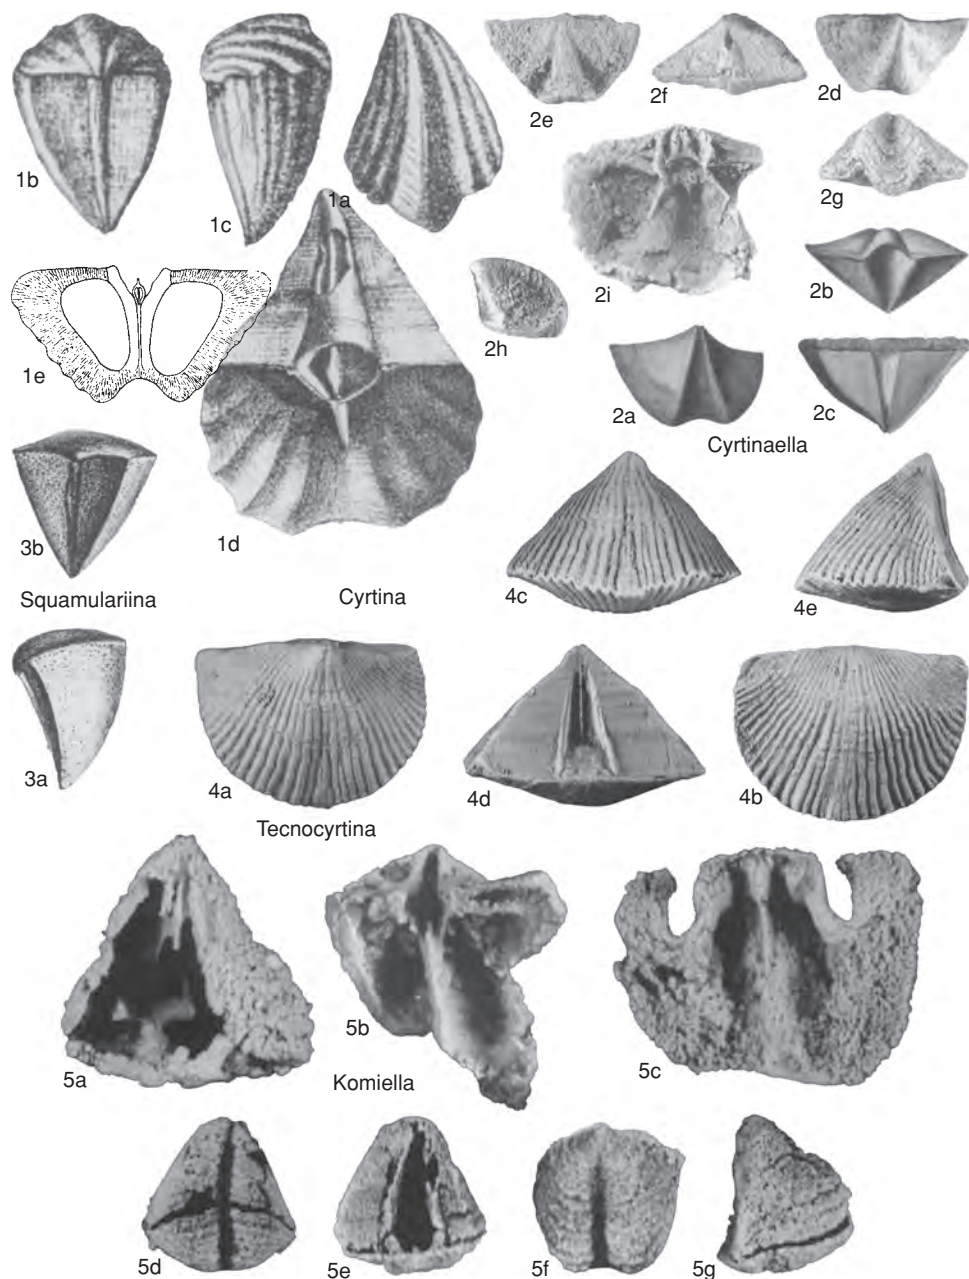 1b
1c
1a
2e
2f
2d
2g
2i
2b
2h
1e
2a
2c
Cyrtinaella
3b
1d
4c
4e
Squamulariina
Cyrtina
3a
4a
4d
4b
Tecnocyrtina
5a
5b
5c
Komiella
5d
5e
5f
5g